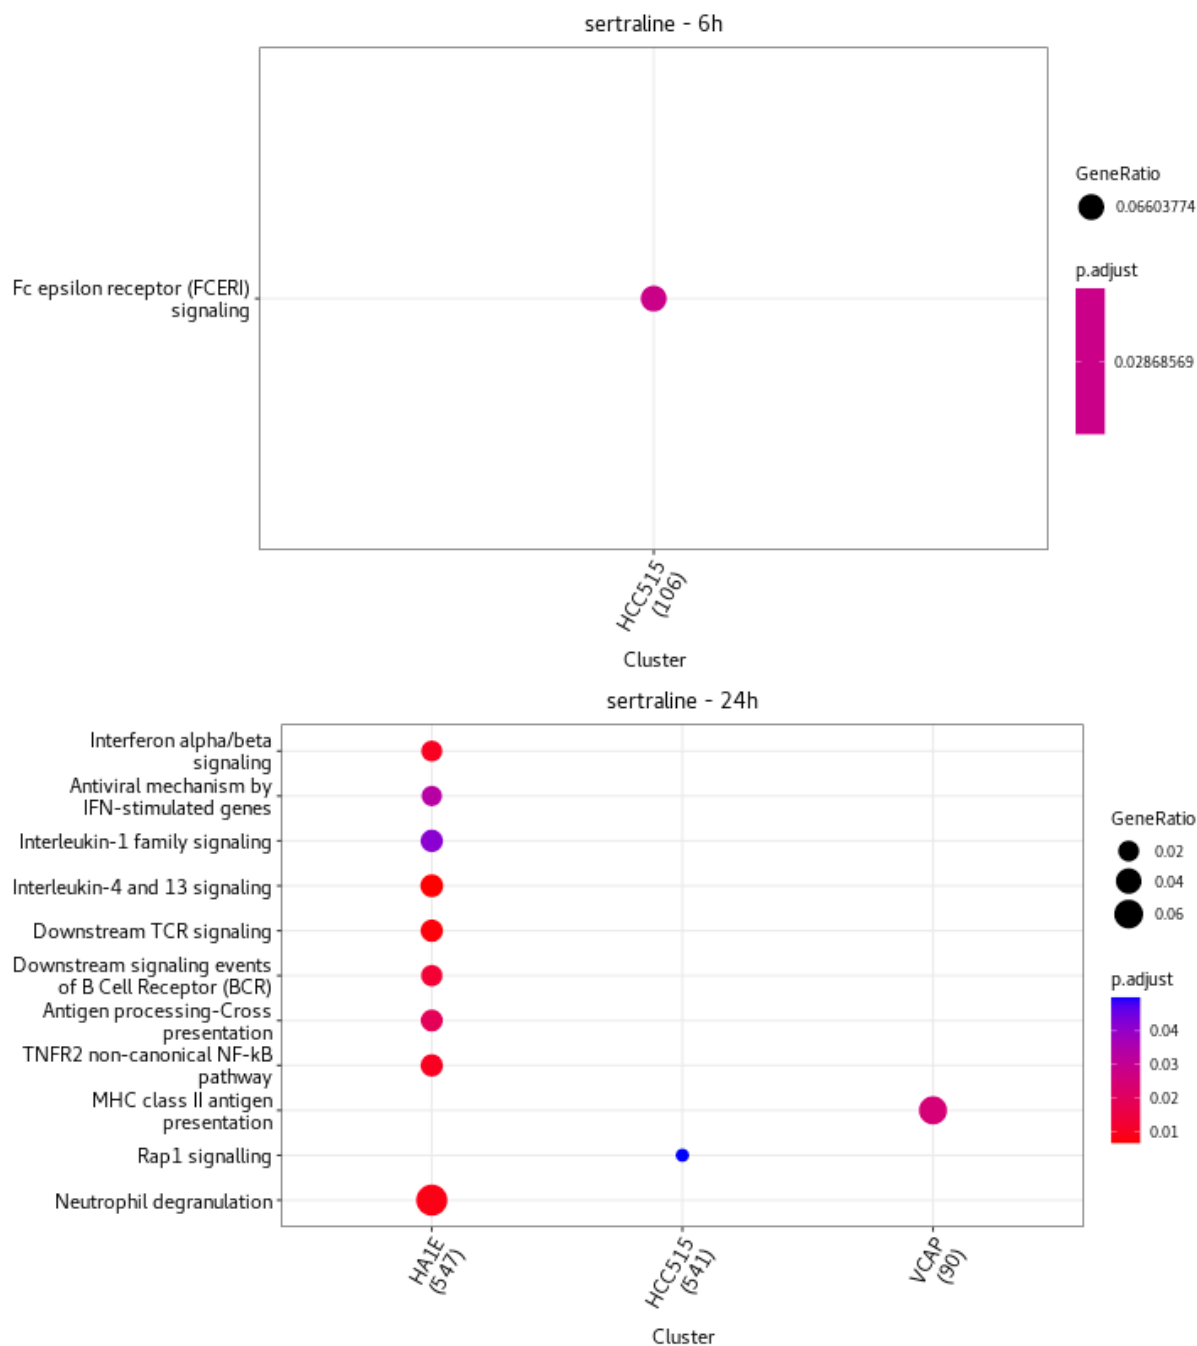 sertraline - 6h
Fc epsilon receptor (FCERI)
signaling
GeneRatio
0.06603774
p.adjust
0.02868569
HCC515
(106)
Cluster
sertraline - 24h
Interferon alpha/beta
signaling
Antiviral mechanism by
IFN-stimulated genes
Interleukin-1 family signaling
Interleukin-4 and 13 signaling
Downstream TCR signaling
Downstream signaling events
of B Cell Receptor (BCR)
Antigen processing-Cross
presentation
TNFR2 non-canonical NF-kB
pathway
MHC class II antigen
presentation
Rap1 signalling
Neutrophil degranulation
GeneRatio
0.02
0.04
0.06
p.adjust
0.04
0.03
0.02
0.01
HA1E
(547)
HCC515
(541)
VCAP
(90)
Cluster